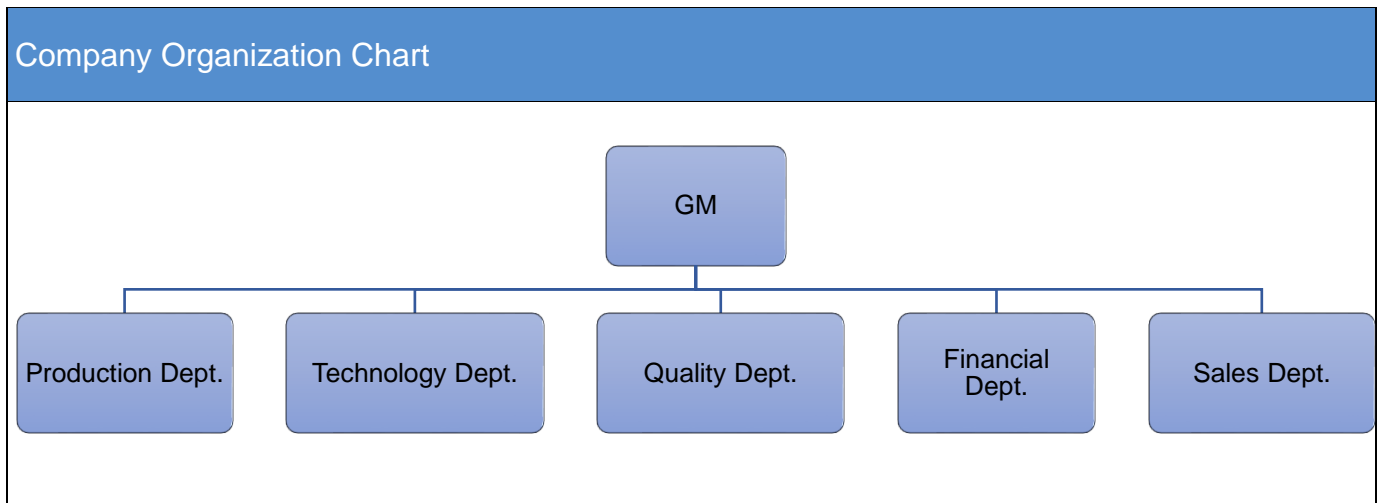 Company Organization Chart
GM
Production Dept.
Technology Dept.
Quality Dept.
Financial
Dept.
Sales Dept.